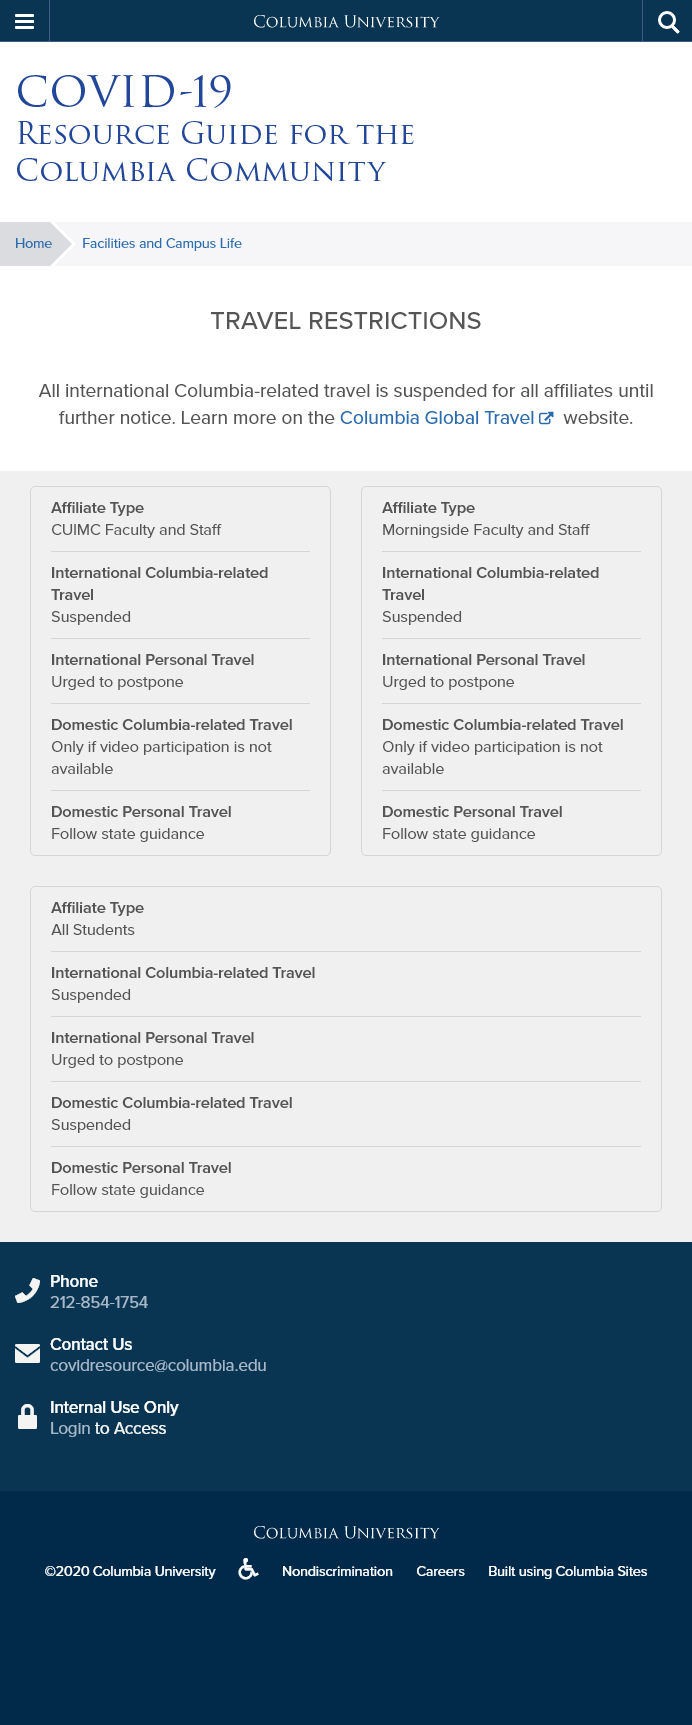 COLUMBIA UNIVERSITY
COVID-19
RESOURCE GUIDE FOR THE
COLUMBIA COMMUNITY
Home
Facilities and Campus Life
TRAVEL RESTRICTIONS
All international Columbia-related travel is suspended for all affiliates until
further notice. Learn more on the Columbia Global Travel website.
Affiliate Type
CUIMC Faculty and Staff
International Columbia-related
Travel
Suspended
International Personal Travel
Urged to postpone
Domestic Columbia-related Travel
Only if video participation is not
available
Domestic Personal Travel
Follow state guidance
Affiliate Type
Morningside Faculty and Staff
International Columbia-related
Travel
Suspended
International Personal Travel
Urged to postpone
Domestic Columbia-related Travel
Only if video participation is not
available
Domestic Personal Travel
Follow state guidance
Affiliate Type
All Students
International Columbia-related Travel
Suspended
International Personal Travel
Urged to postpone
Domestic Columbia-related Travel
Suspended
Domestic Personal Travel
Follow state guidance
Phone
212-854-1754
Contact Us
covidresource@columbia.edu
Internal Use Only
Login to Access
COLUMBIA UNIVERSITY
©2020 Columbia University Nondiscrimination Careers Built using Columbia Sites